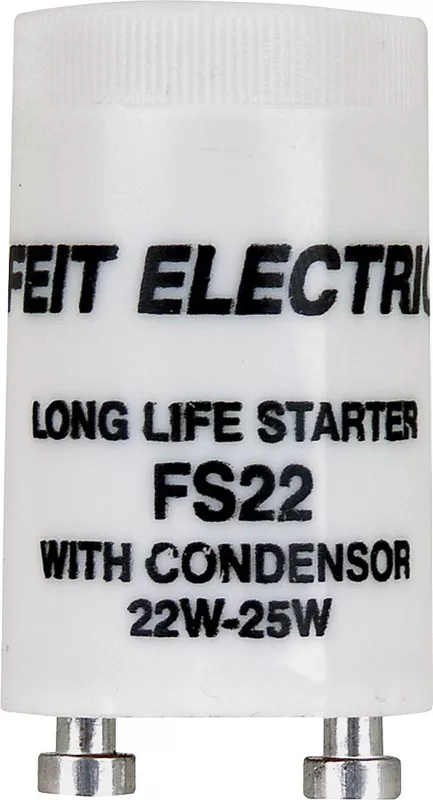 FEIT ELECTRIC
LONG LIFE STARTER
FS22
WITH CONDENSOR
22W-25W